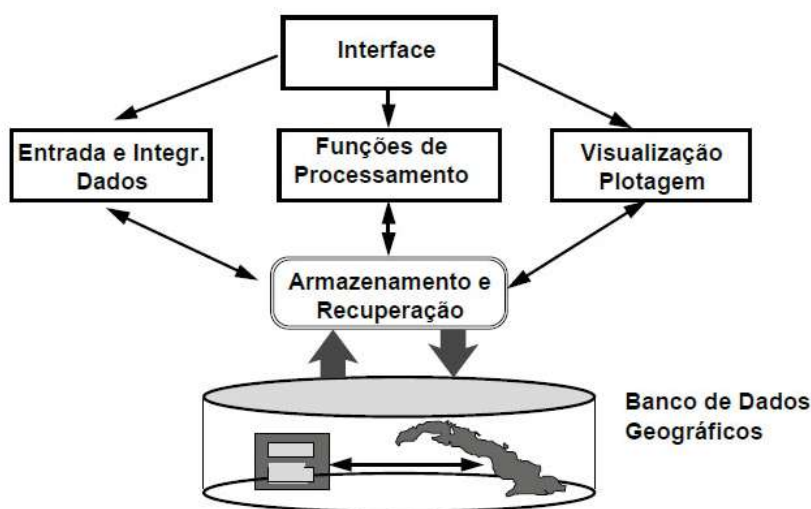 Interface
Entrada e Integr.
Dados
Funções de
Processamento
Visualização
Plotagem
Armazenamento e
Recuperação
Banco de Dados
Geográficos